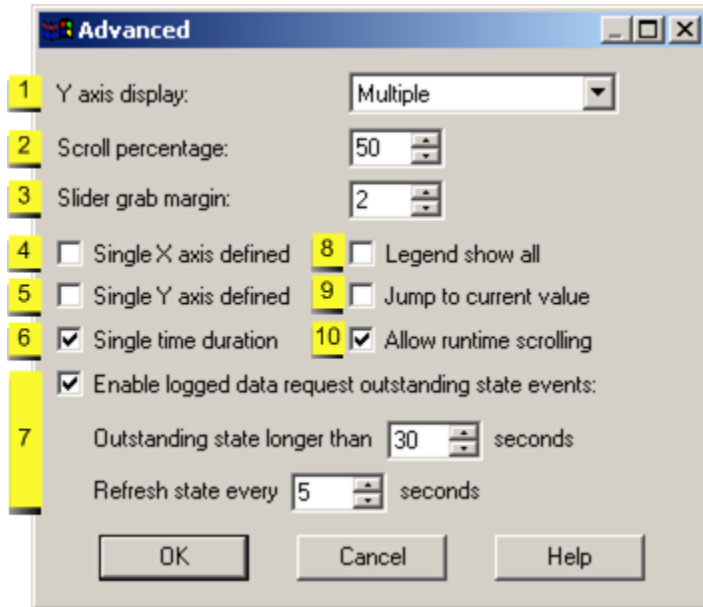 Advanced
1 Y axis display: Multiple
2 Scroll percentage: 50
3 Slider grab margin: 2
4 Single X axis defined 8 Legend show all
5 Single Y axis defined 9 Jump to current value
6 Single time duration 10 Allow runtime scrolling
Enable logged data request outstanding state events:
7 Outstanding state longer than 30 seconds
Refresh state every 5 seconds
OK Cancel Help